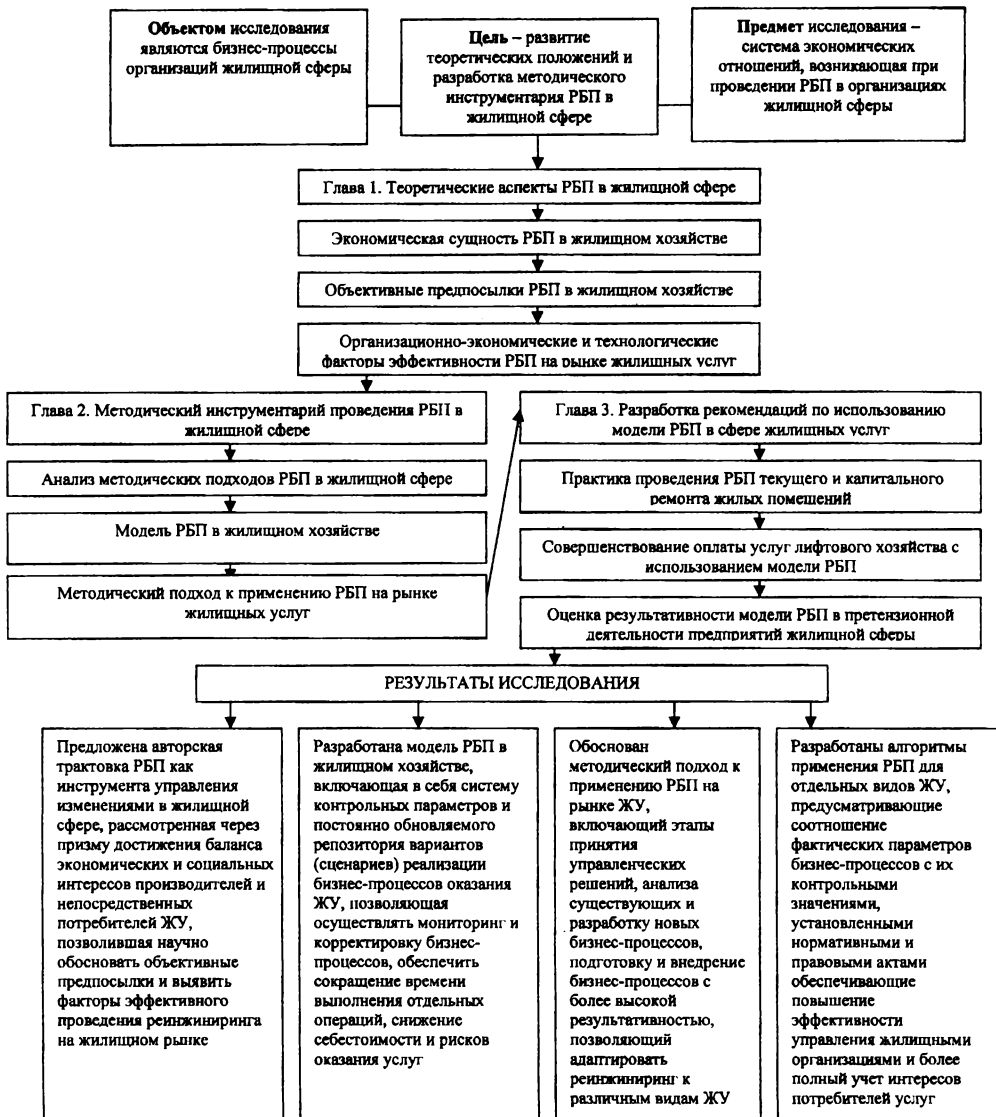 Объектом исследования
являются бизнес-процессы
организаций жилищной сферы
Цель – развитие
теоретических положений и
разработка методического
инструментария РБП в
жилищной сфере
Предмет исследования –
система экономических
отношений, возникающая при
проведении РБП в организациях
жилищной сферы
Глава 1. Теоретические аспекты РБП в жилищной сфере
Экономическая сущность РБП в жилищном хозяйстве
Объективные предпосылки РБП в жилищном хозяйстве
Организационно-экономические и технологические
факторы эффективности РБП на рынке жилищных услуг
Глава 2. Методический инструментарий проведения РБП в
жилищной сфере
Анализ методических подходов РБП в жилищной сфере
Модель РБП в жилищном хозяйстве
Методический подход к применению РБП на рынке
жилищных услуг
Глава 3. Разработка рекомендаций по использованию
модели РБП в сфере жилищных услуг
Практика проведения РБП текущего и капитального
ремонта жилых помещений
Совершенствование оплаты услуг лифтового хозяйства с
использованием модели РБП
Оценка результативности модели РБП в претензионной
деятельности предприятий жилищной сферы
РЕЗУЛЬТАТЫ ИССЛЕДОВАНИЯ
Предложена авторская
трактовка РБП как
инструмента управления
изменениями в жилищной
сфере, рассмотренная через
призму достижения баланса
экономических и социальных
интересов производителей и
непосредственных
потребителей ЖУ,
позволившая научно
обосновать объективные
предпосылки и выявить
факторы эффективного
проведения реинжиниринга
на жилищном рынке
Разработана модель РБП в
жилищном хозяйстве,
включающая в себя систему
контрольных параметров и
постоянно обновляемого
репозитория вариантов
(сценариев) реализации
бизнес-процессов оказания
ЖУ, позволяющая
осуществлять мониторинг и
корректировку бизнес-
процессов, обеспечить
сокращение времени
выполнения отдельных
операций, снижение
себестоимости и рисков
оказания услуг
Обоснован
методический подход к
применению РБП на
рынке ЖУ,
включающий этапы
принятия
управленческих
решений, анализа
существующих и
разработку новых
бизнес-процессов,
подготовку и внедрение
бизнес-процессов с
более высокой
результативностью,
позволяющий
адаптировать
реинжиниринг к
различным видам ЖУ
Разработаны алгоритмы
применения РБП для
отдельных видов ЖУ,
предусматривающие
соотношение
фактических параметров
бизнес-процессов с их
контрольными
значениями,
установленными
нормативными и
правовыми актами
обеспечивающие
повышение
эффективности
управления жилищными
организациями и более
полный учет интересов
потребителей услуг